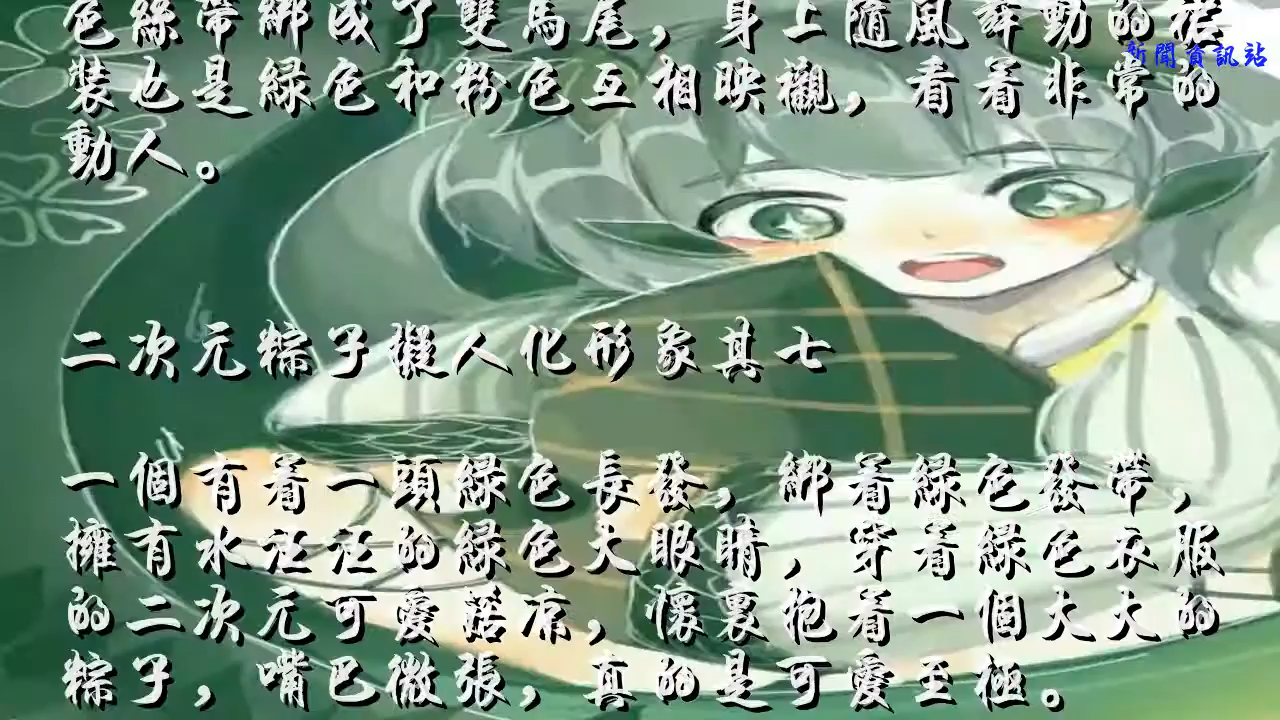 色綠帶綁成了雙馬尾，身上隨風舞動的裙
新聞資訊站
裝也是綠色和粉色互相映襯，看着非常的
動人。
二次元粽子擬人化形象其七
一個有着一頭綠色長發，綁着綠色發帶，
擁有水汪汪的綠色大眼睛，穿着綠色衣服
的二次元可愛菇涼，懷裏抱着一個大大的
粽子，嘴巴微張，真的是可愛至極。